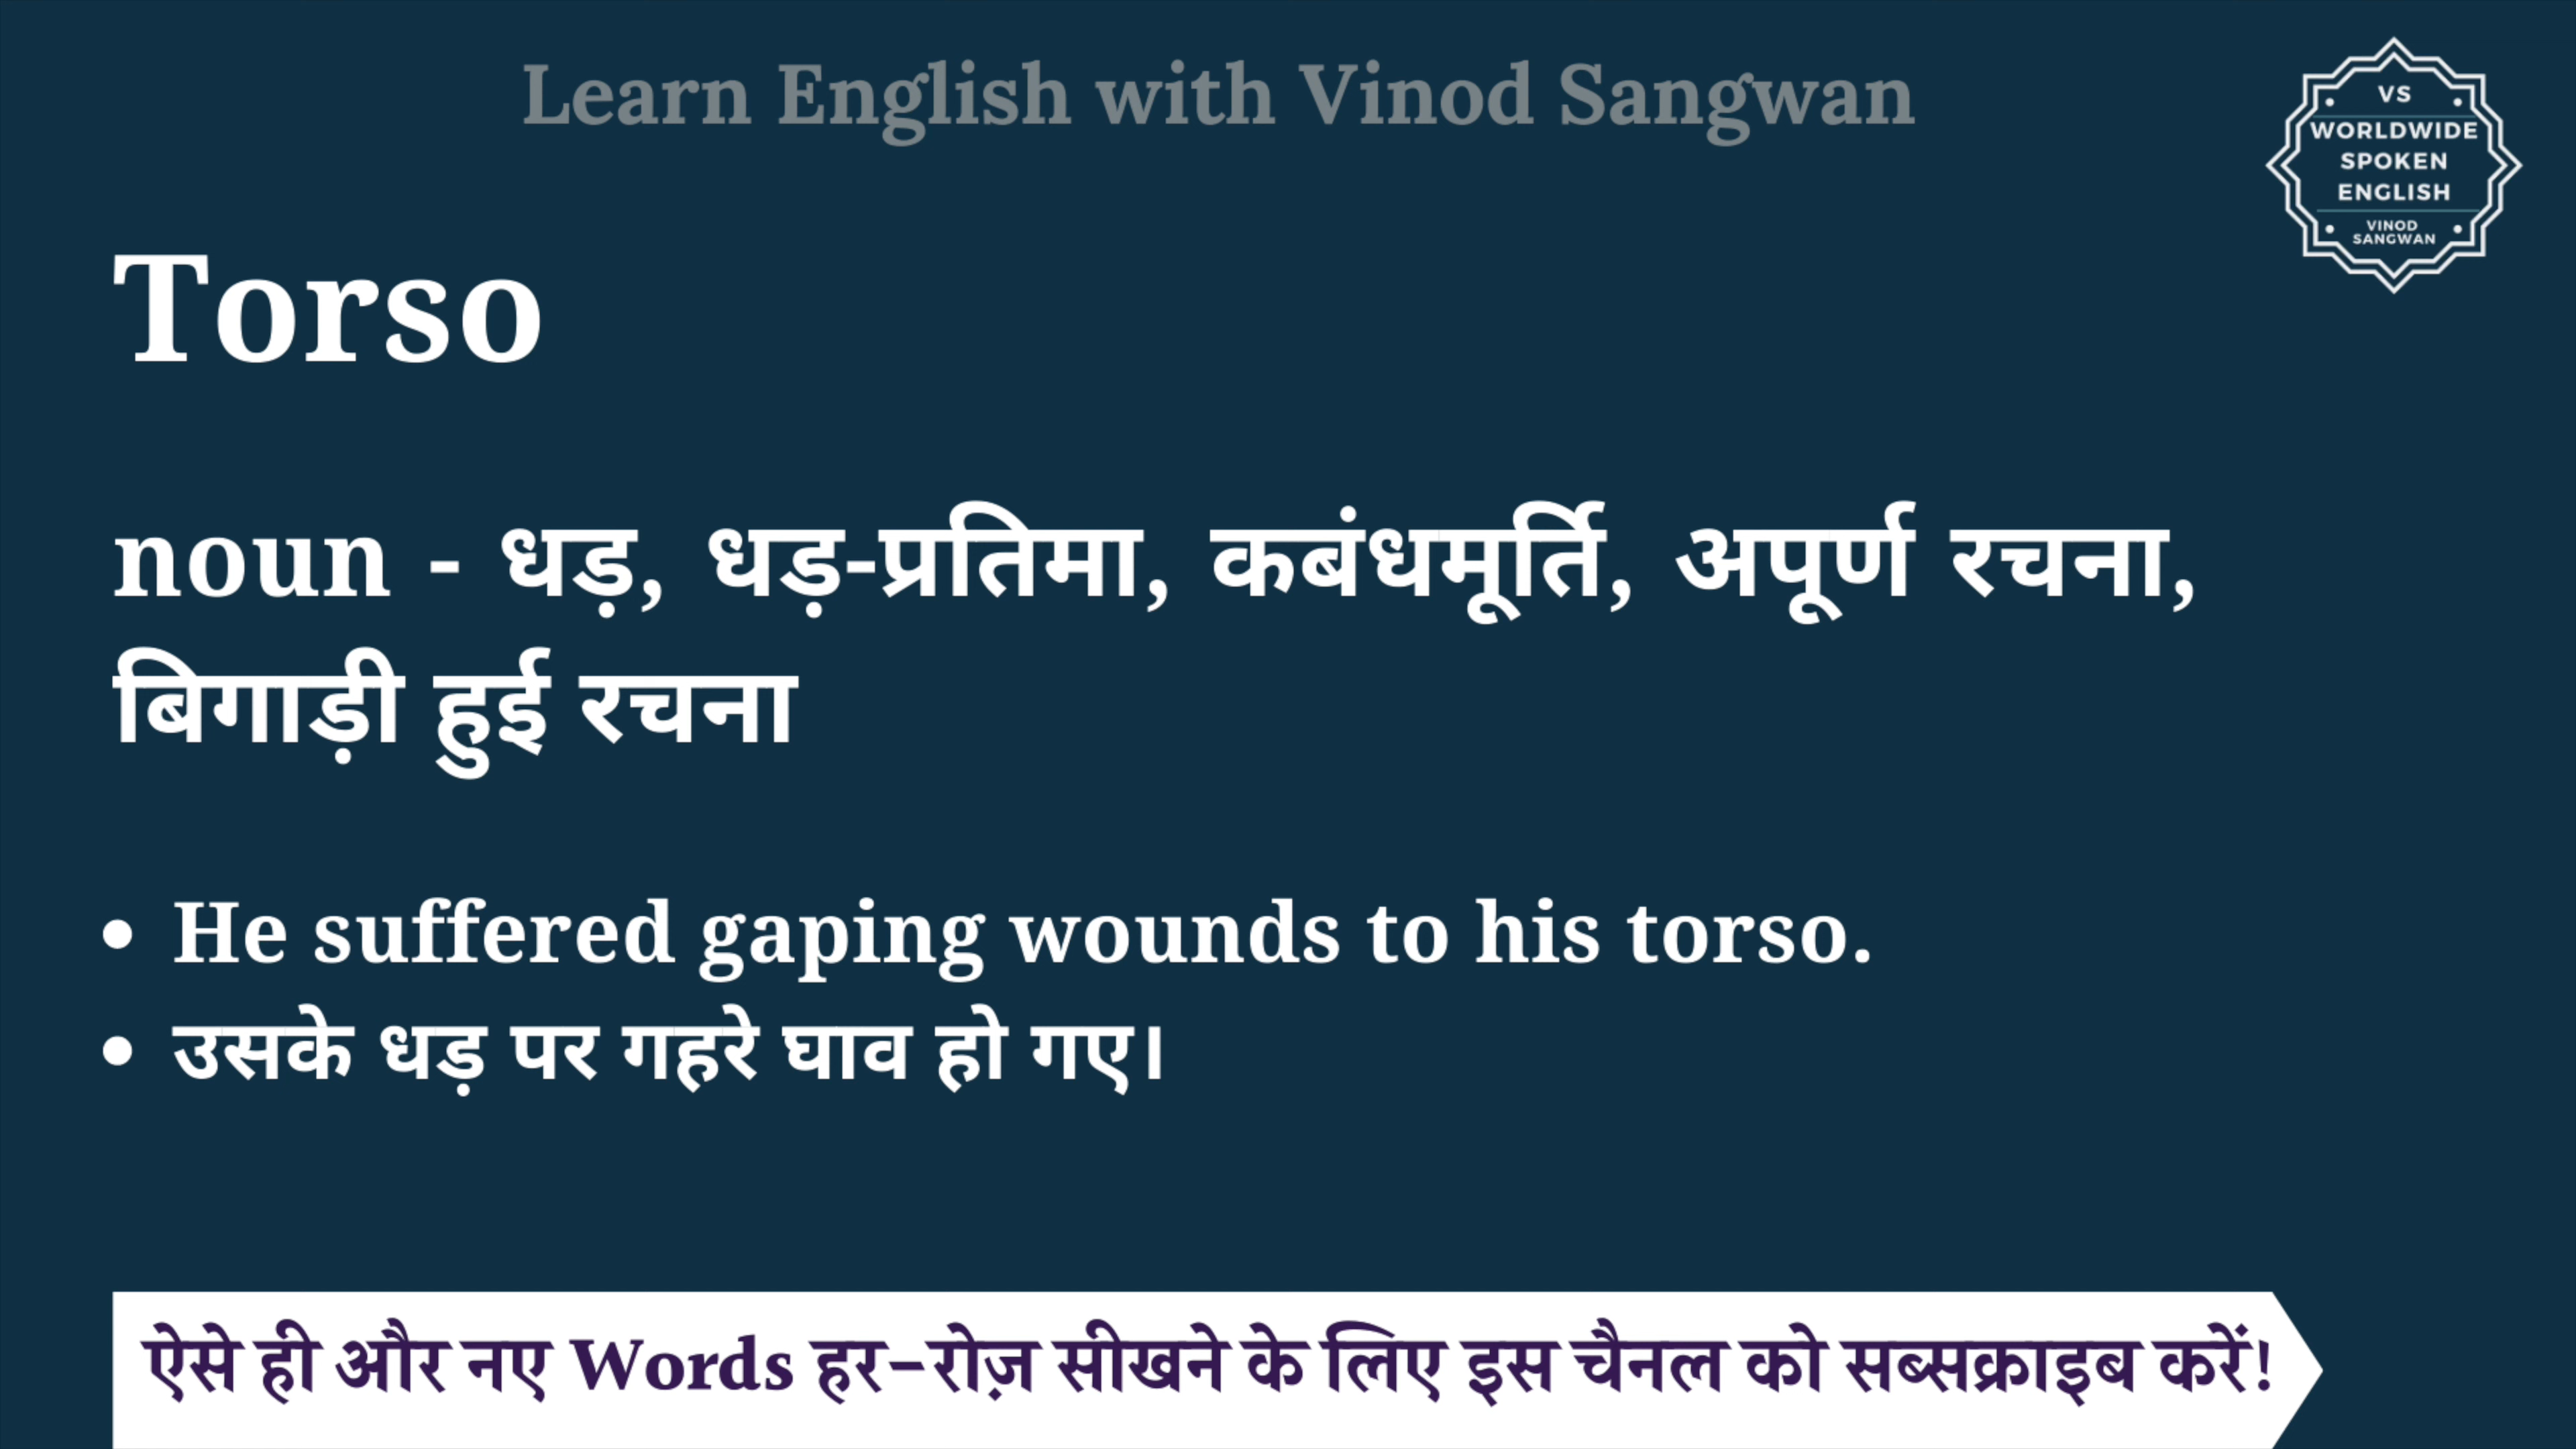 Learn English with Vinod Sangwan
VS
WORLDWIDE
SPOKEN
ENGLISH
VINOD
SANGWAN
Torso
noun - धड़, धड़-प्रतिमा, कबंधमूर्ति, अपूर्ण रचना,
बिगाड़ी हुई रचना
• He suffered gaping wounds to his torso.
• उसके धड़ पर गहरे घाव हो गए।
ऐसे ही और नए Words हर-रोज़ सीखने के लिए इस चैनल को सब्सक्राइब करें!